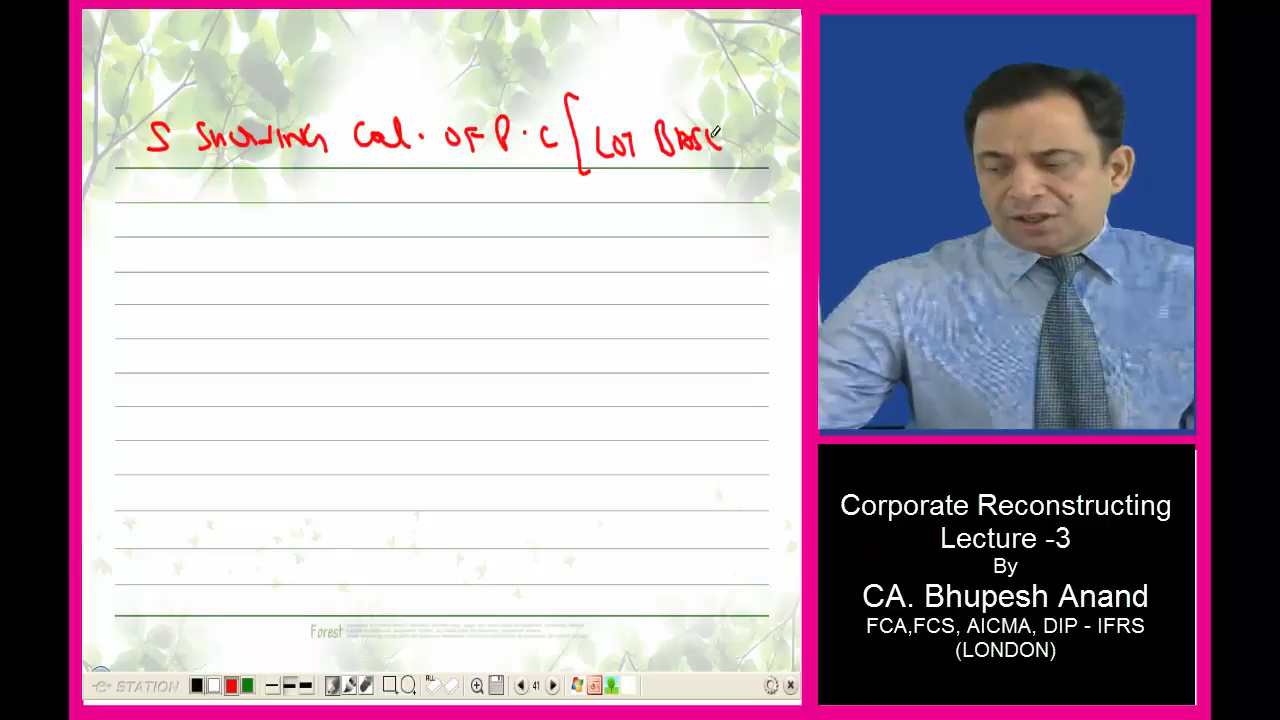 S Showing Cal. OF P.C [LOT BASE
Forest
e-STATION
41
Corporate Reconstructing
Lecture -3
By
CA. Bhupesh Anand
FCA,FCS, AICMA, DIP - IFRS
(LONDON)